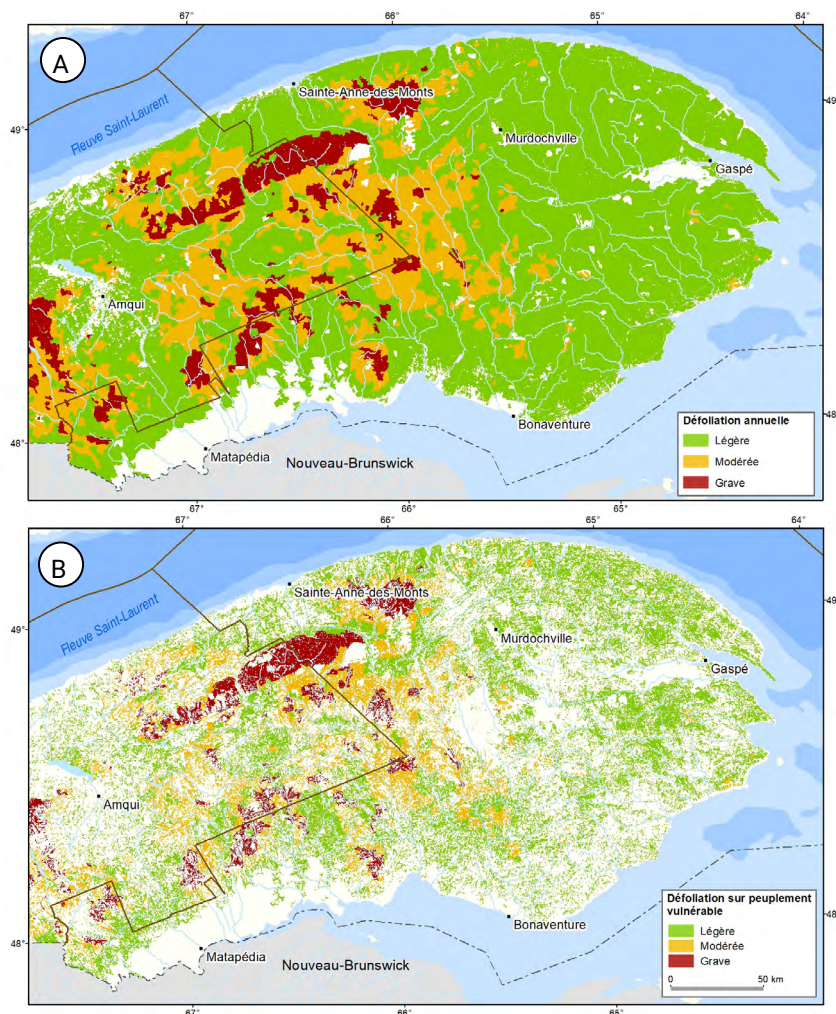 67° 66° 65° 64°
A
Sainte-Anne-des-Monts
Fleuve Saint-Laurent
49° 49°
Murdochville
Gaspé
Amqui
Bonaventure
Défoliation annuelle
Légère
Modérée
Grave
48° 48°
Matapédia
Nouveau-Brunswick
67° 66° 65°
67° 66° 65° 64°
B
Sainte-Anne-des-Monts
Fleuve Saint-Laurent
49° 49°
Murdochville
Gaspé
Amqui
Défoliation sur peuplement
vulnérable
Légère
Modérée
Grave
0 50 km
Bonaventure
48° 48°
Matapédia
Nouveau-Brunswick
67° 66° 65°